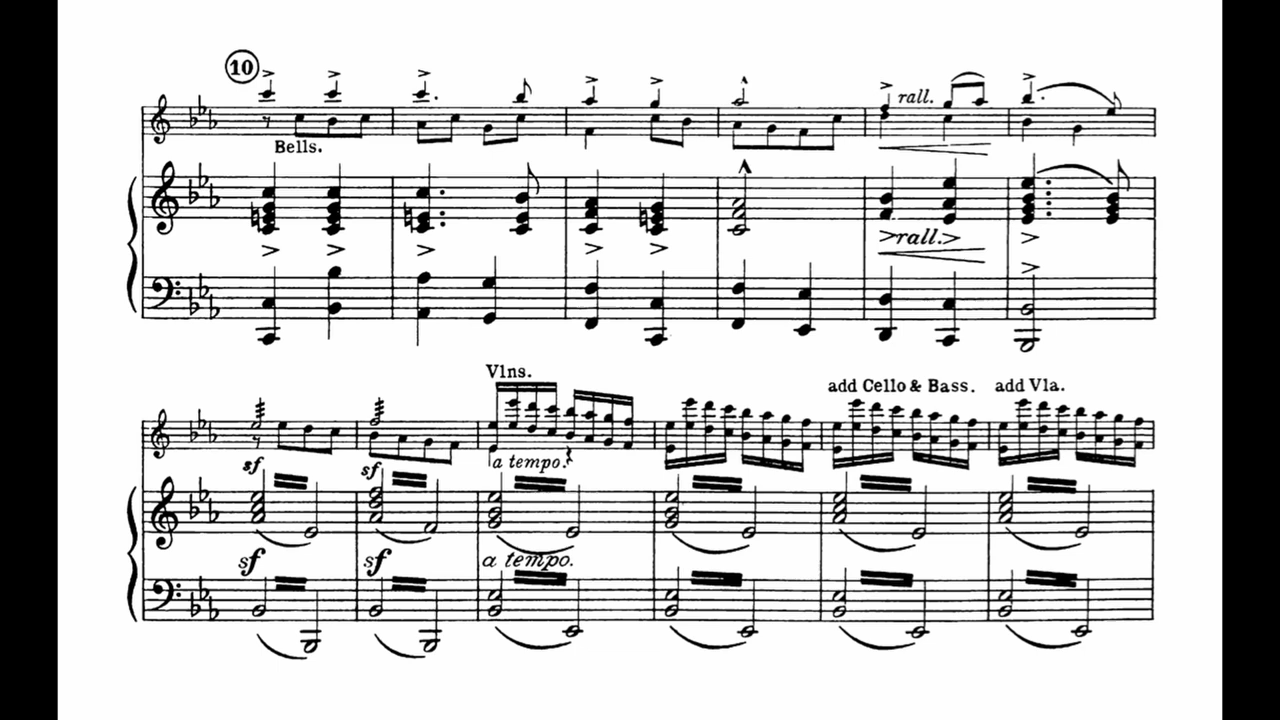 10
rall.
Bells.
rall.
Vlns.
add Cello & Bass. add Vla.
sf sf a tempo.
sf sf a tempo.